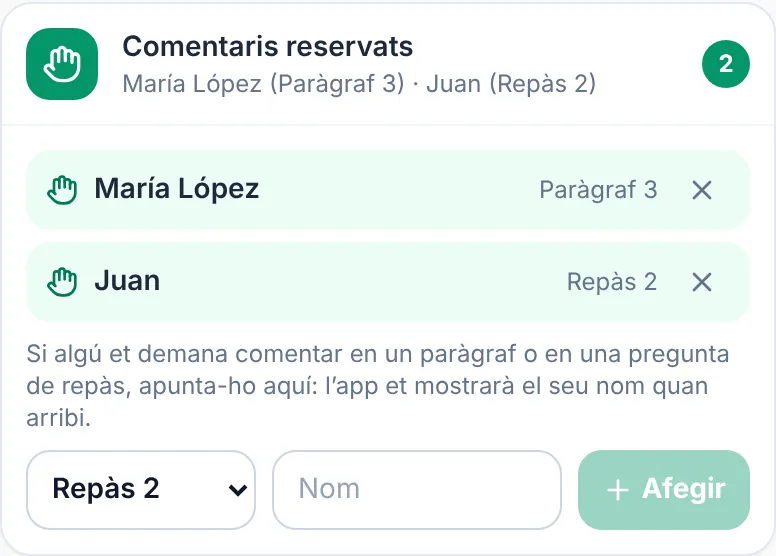 Comentaris reservats
María López (Paràgraf 3) · Juan (Repàs 2)
2
María López Paràgraf 3
Juan Repàs 2
Si algú et demana comentar en un paràgraf o en una pregunta
de repàs, apunta-ho aquí: l’app et mostrarà el seu nom quan
arribi.
Repàs 2 Nom + Afegir